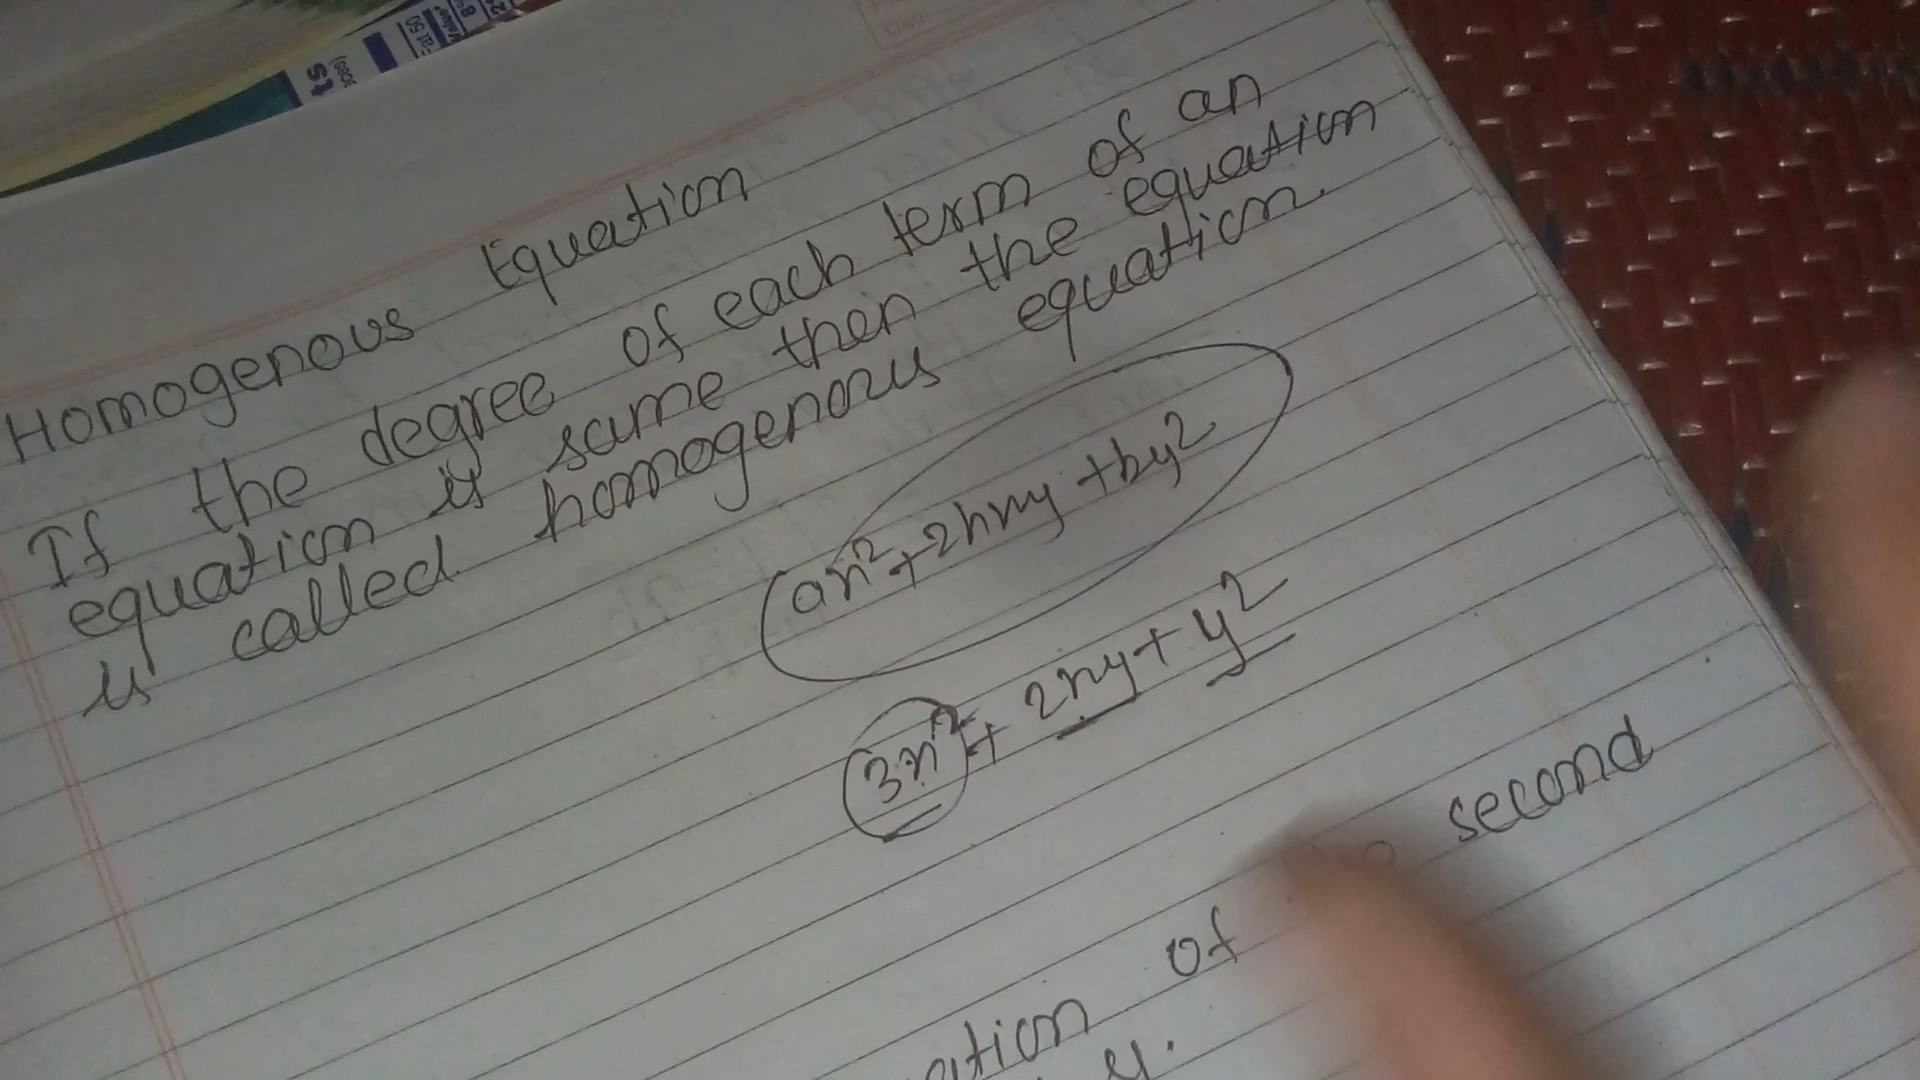 Homogenous Equation
If the degree of each term of an
equation is same then the equation
is called homogenous equation.
ax²+2hxy+by²
3x²+2xy+y²
second
of